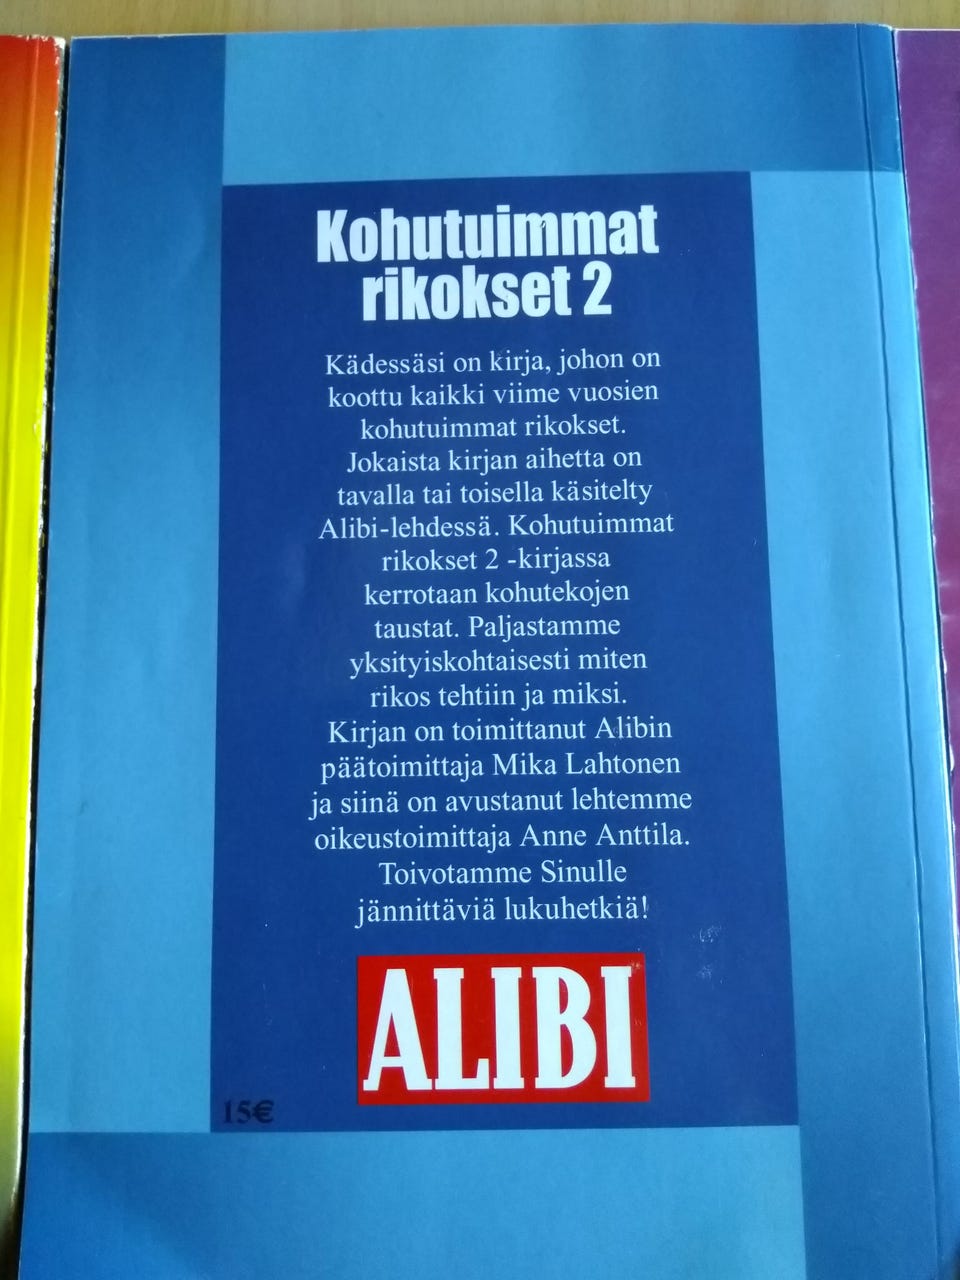 Kohutuimmat
rikokset 2
Kädessäsi on kirja, johon on
koottu kaikki viime vuosien
kohutuimmat rikokset.
Jokaista kirjan aihetta on
tavalla tai toisella käsitelty
Alibi-lehdessä. Kohutuimmat
rikokset 2 -kirjassa
kerrotaan kohutekojen
taustat. Paljastamme
yksityiskohtaisesti miten
rikos tehtiin ja miksi.
Kirjan on toimittanut Alibin
päätoimittaja Mika Lahtonen
ja siinä on avustanut lehtemme
oikeustoimittaja Anne Anttila.
Toivotamme Sinulle
jännittäviä lukuhetkiä!
ALIBI
15€